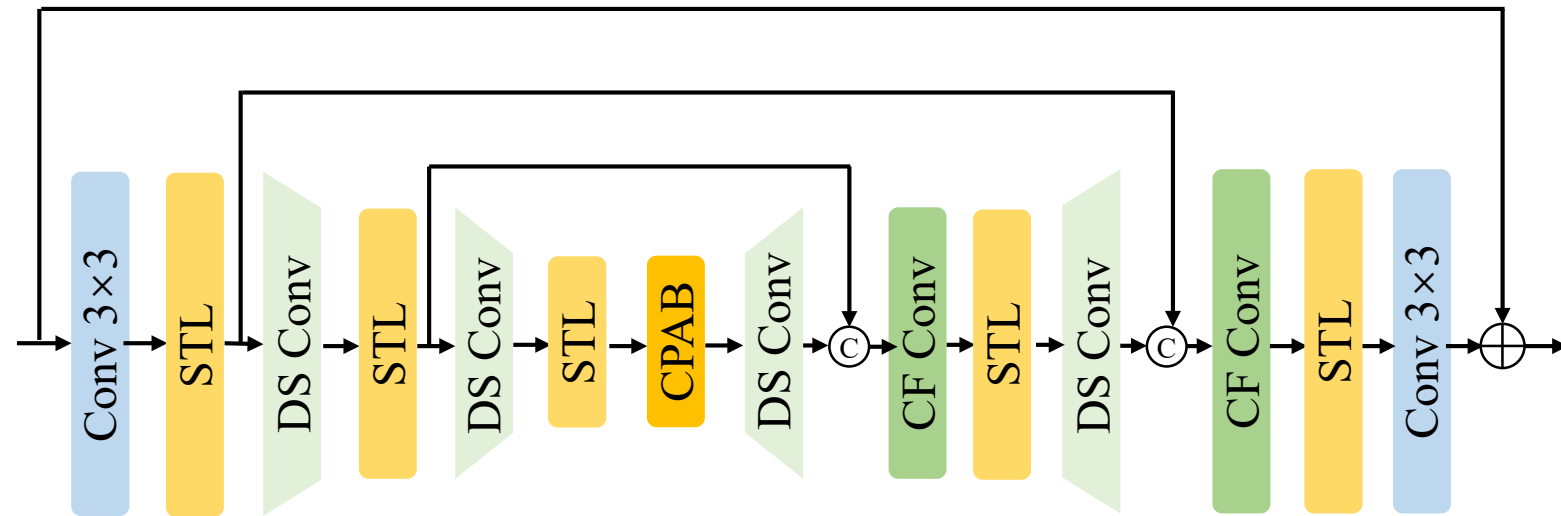 Conv 3×3
STL
DS Conv
STL
DS Conv
STL
CPAB
DS Conv
C
CF Conv
STL
DS Conv
C
CF Conv
STL
Conv 3×3